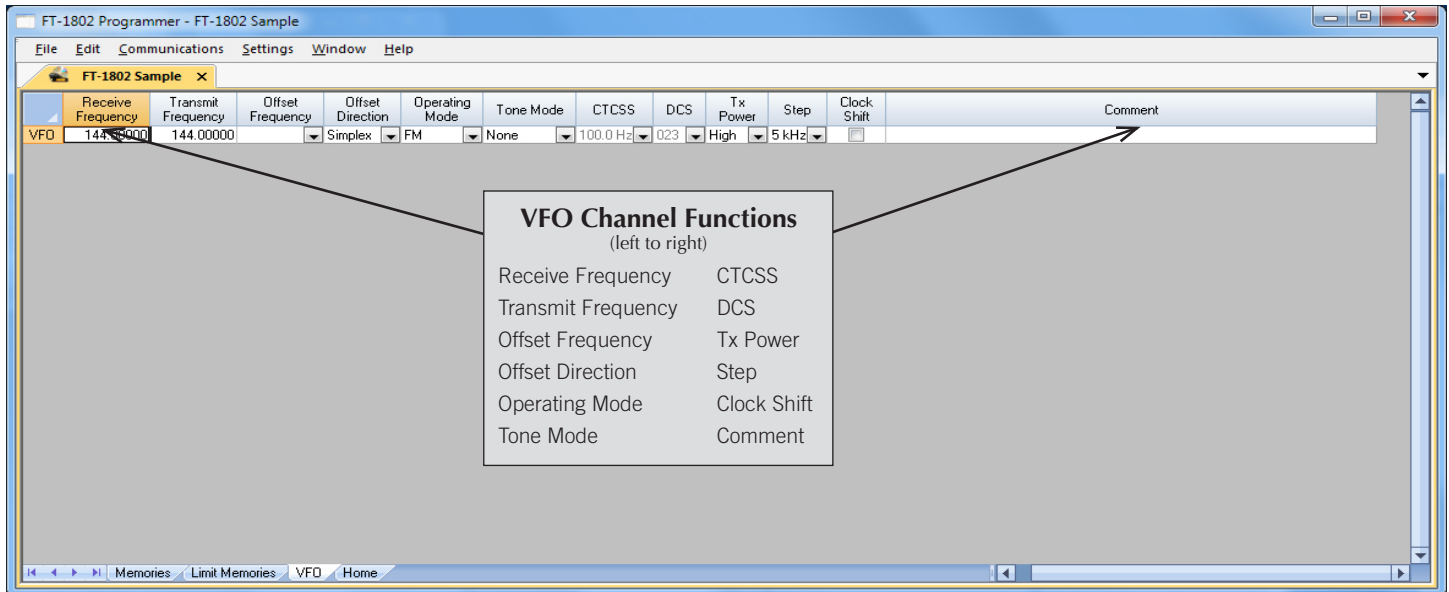 FT-1802 Programmer - FT-1802 Sample
File Edit Communications Settings Window Help
FT-1802 Sample x
Receive Frequency Transmit Frequency Offset Frequency Offset Direction Operating Mode Tone Mode CTCSS DCS Tx Power Step Clock Shift Comment
VFO 144.00000 144.00000 Simplex FM None 100.0 Hz 023 High 5 kHz
VFO Channel Functions
(left to right)
Receive Frequency CTCSS
Transmit Frequency DCS
Offset Frequency Tx Power
Offset Direction Step
Operating Mode Clock Shift
Tone Mode Comment
Memories Limit Memories VFO Home